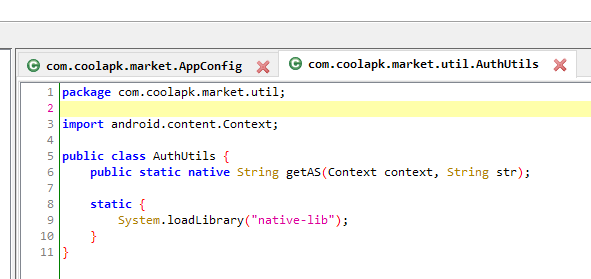 com.coolapk.market.AppConfig com.coolapk.market.util.AuthUtils
1 package com.coolapk.market.util;
2
3 import android.content.Context;
4
5 public class AuthUtils {
6     public static native String getAS(Context context, String str);
7
8     static {
9         System.loadLibrary("native-lib");
10     }
11 }